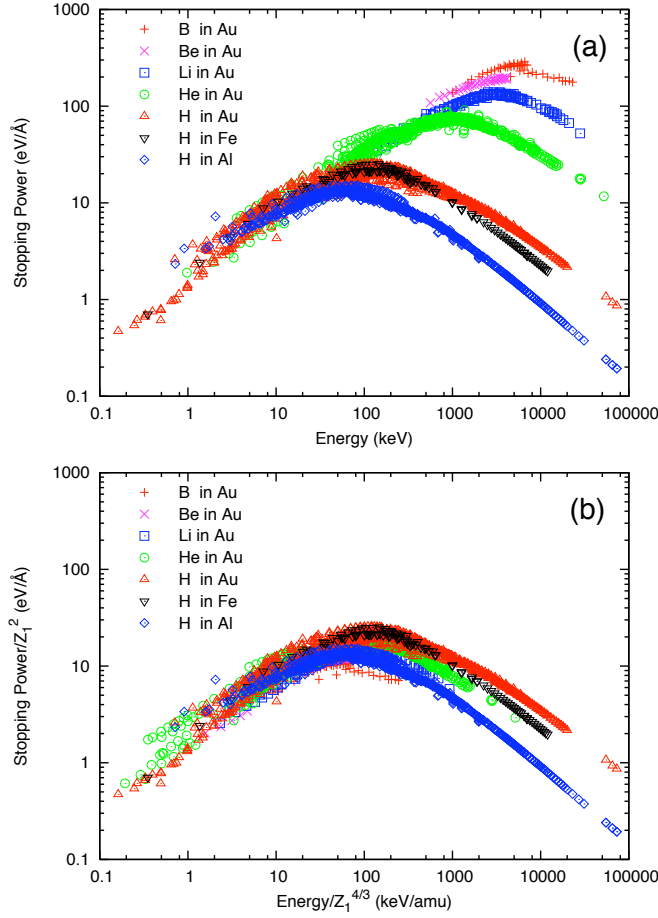 (a)
B in Au
Be in Au
Li in Au
He in Au
H in Au
H in Fe
H in Al
1000
100
10
1
0.1
Stopping Power (eV/Å)
0.1 1 10 100 1000 10000 100000
Energy (keV)
(b)
B in Au
Be in Au
Li in Au
He in Au
H in Au
H in Fe
H in Al
1000
100
10
1
0.1
Stopping Power/Z₁² (eV/Å)
0.1 1 10 100 1000 10000 100000
Energy/Z₁^4/3 (keV/amu)